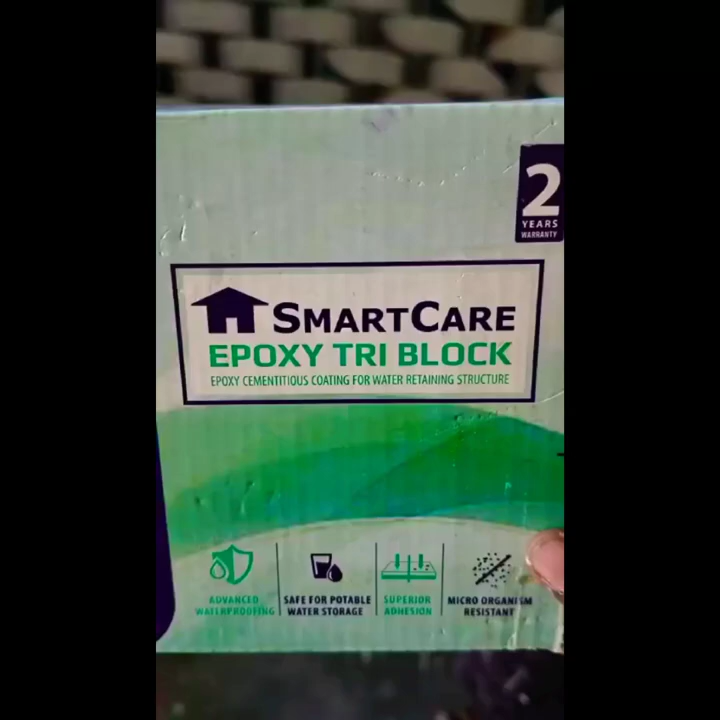 2
YEARS
WARRANTY
SMARTCARE
EPOXY TRI BLOCK
EPOXY CEMENTITIOUS COATING FOR WATER RETAINING STRUCTURE
ADVANCED
WATERPROOFING
SAFE FOR POTABLE
WATER STORAGE
SUPERIOR
ADHESION
MICRO ORGANISM
RESISTANT